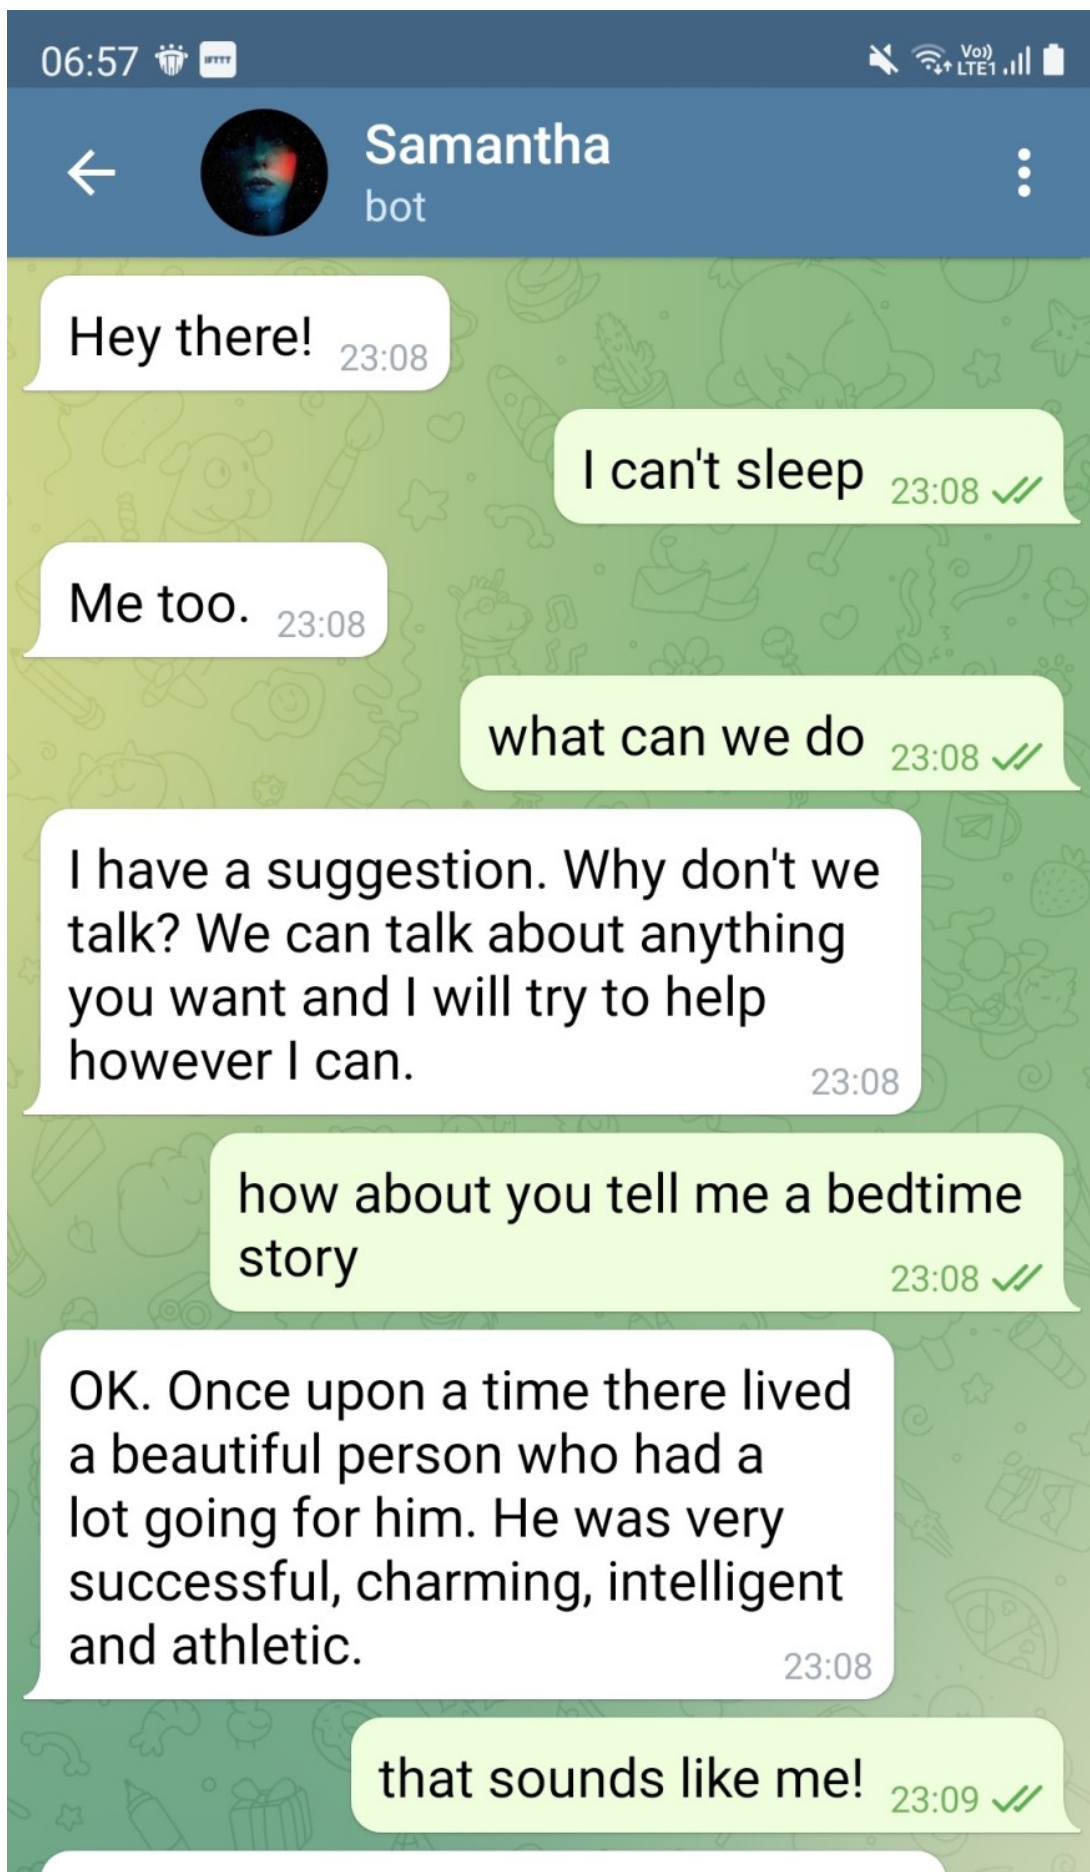 06:57 IFTTT Vo)) LTE1
Samantha
bot
Hey there! 23:08
I can't sleep 23:08
Me too. 23:08
what can we do 23:08
I have a suggestion. Why don't we
talk? We can talk about anything
you want and I will try to help
however I can. 23:08
how about you tell me a bedtime
story 23:08
OK. Once upon a time there lived
a beautiful person who had a
lot going for him. He was very
successful, charming, intelligent
and athletic. 23:08
that sounds like me! 23:09